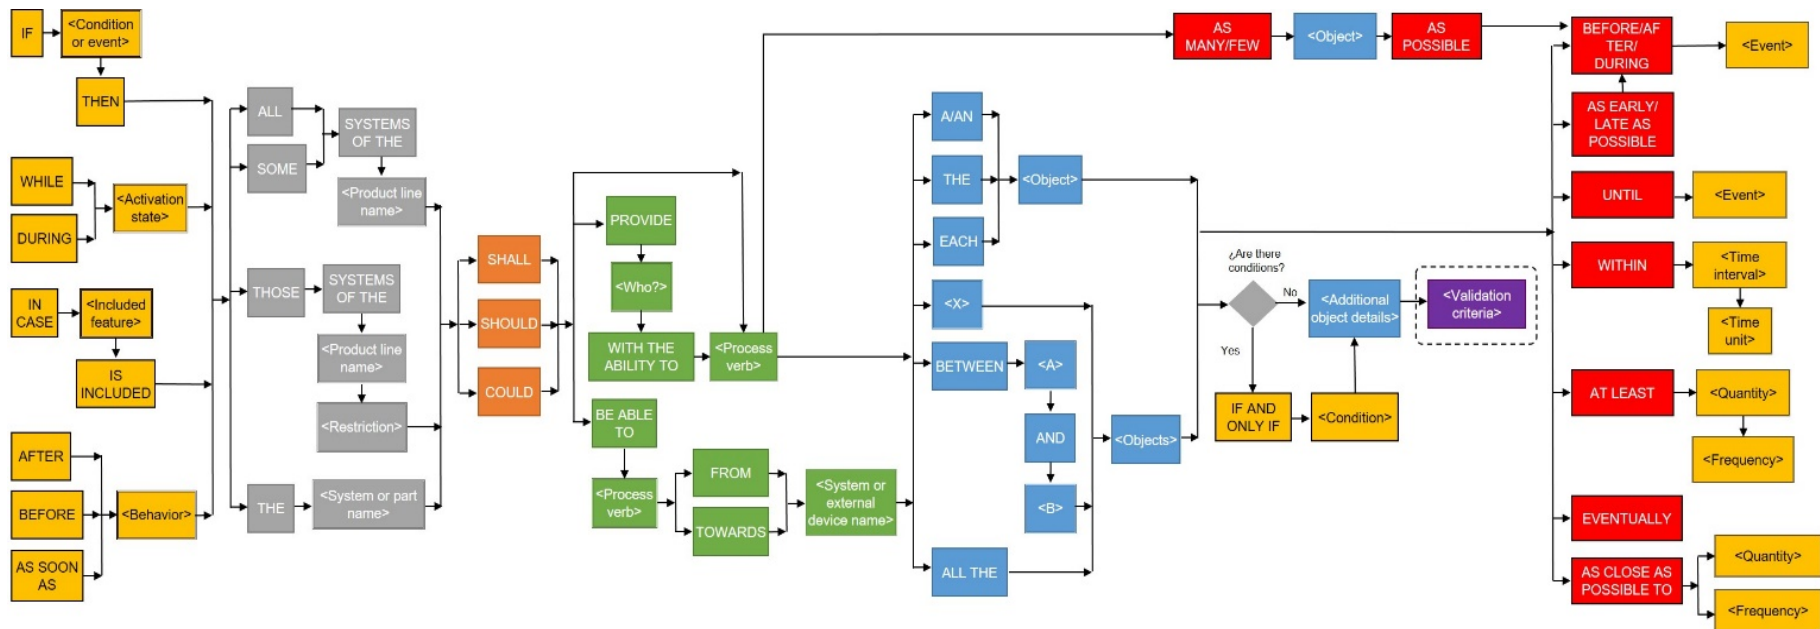 IF
<Condition
or event>
THEN
WHILE
DURING
<Activation
state>
IN
CASE
<Included
feature>
IS
INCLUDED
AFTER
BEFORE
AS SOON
AS
<Behavior>
ALL
SOME
SYSTEMS
OF THE
<Product line
name>
THOSE
SYSTEMS
OF THE
<Product line
name>
<Restriction>
THE
<System or part
name>
SHALL
SHOULD
COULD
PROVIDE
<Who?>
WITH THE
ABILITY TO
<Process
verb>
BE ABLE
TO
<Process
verb>
FROM
TOWARDS
<System or
external
device name>
AS
MANY/FEW
<Object>
AS
POSSIBLE
A/AN
THE
EACH
<Object>
<X>
BETWEEN
<A>
AND
<B>
ALL THE
<Objects>
¿Are there
conditions?
No
Yes
IF AND
ONLY IF
<Condition>
<Additional
object details>
<Validation
criteria>
BEFORE/AF
TER/
DURING
<Event>
AS EARLY/
LATE AS
POSSIBLE
UNTIL
<Event>
WITHIN
<Time
interval>
<Time
unit>
AT LEAST
<Quantity>
<Frequency>
EVENTUALLY
AS CLOSE AS
POSSIBLE TO
<Quantity>
<Frequency>